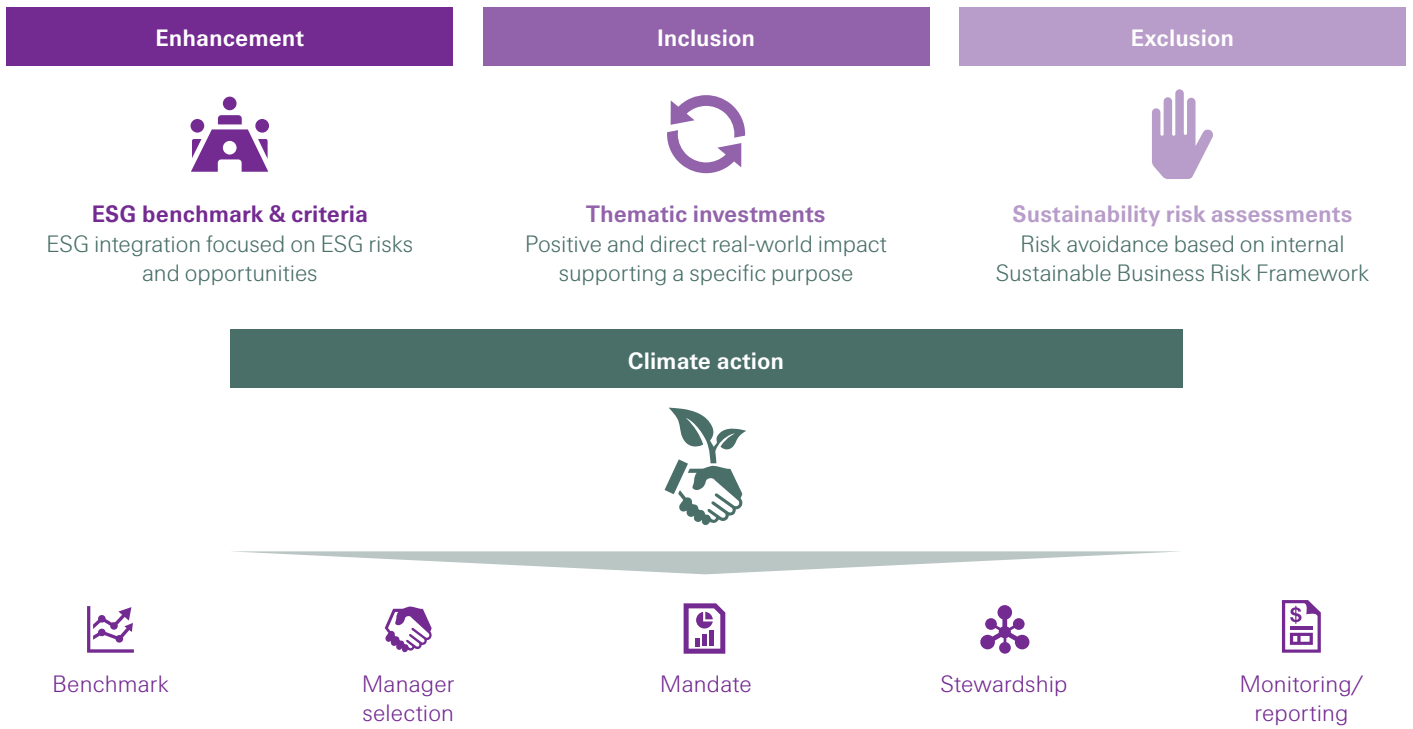 Enhancement
Inclusion
Exclusion
ESG benchmark & criteria
ESG integration focused on ESG risks
and opportunities
Thematic investments
Positive and direct real-world impact
supporting a specific purpose
Sustainability risk assessments
Risk avoidance based on internal
Sustainable Business Risk Framework
Climate action
$
Benchmark
Manager
selection
Mandate
Stewardship
Monitoring/
reporting